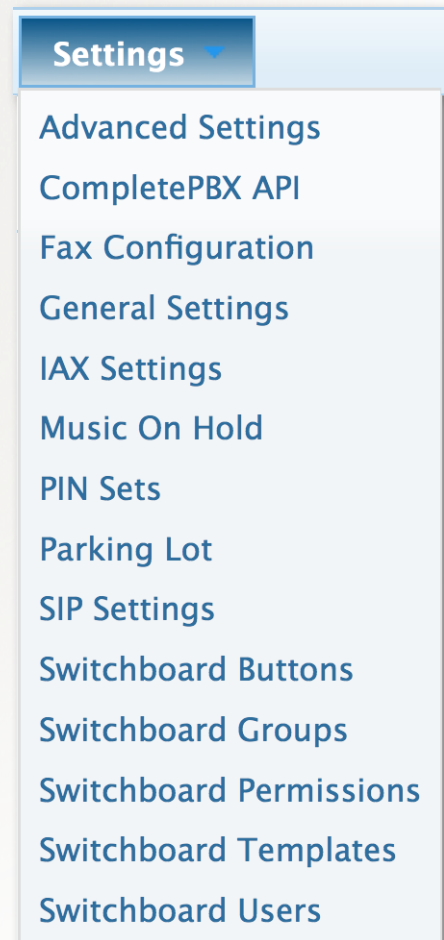 Settings
Advanced Settings
CompletePBX API
Fax Configuration
General Settings
IAX Settings
Music On Hold
PIN Sets
Parking Lot
SIP Settings
Switchboard Buttons
Switchboard Groups
Switchboard Permissions
Switchboard Templates
Switchboard Users